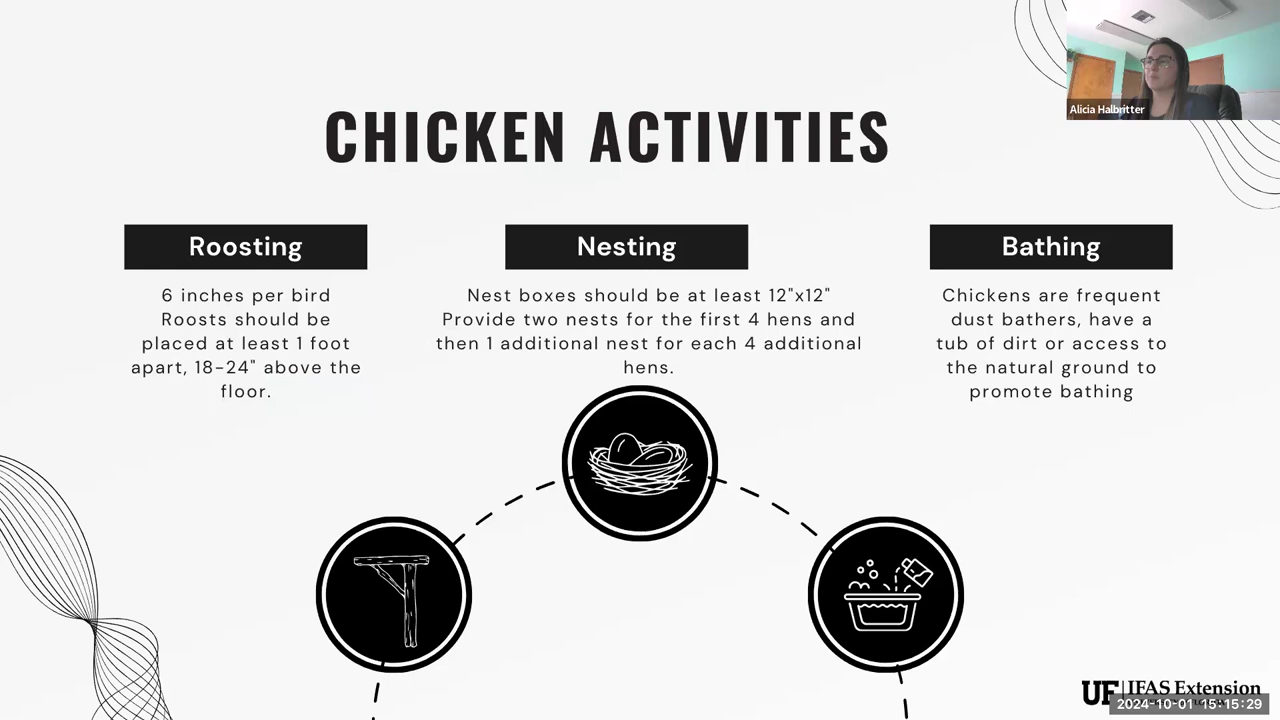 Alicia Halbritter
CHICKEN ACTIVITIES
Roosting
6 inches per bird
Roosts should be
placed at least 1 foot
apart, 18-24" above the
floor.
Nesting
Nest boxes should be at least 12"x12"
Provide two nests for the first 4 hens and
then 1 additional nest for each 4 additional
hens.
Bathing
Chickens are frequent
dust bathers, have a
tub of dirt or access to
the natural ground to
promote bathing
UF IFAS Extension
2024-10-01 15:15:29